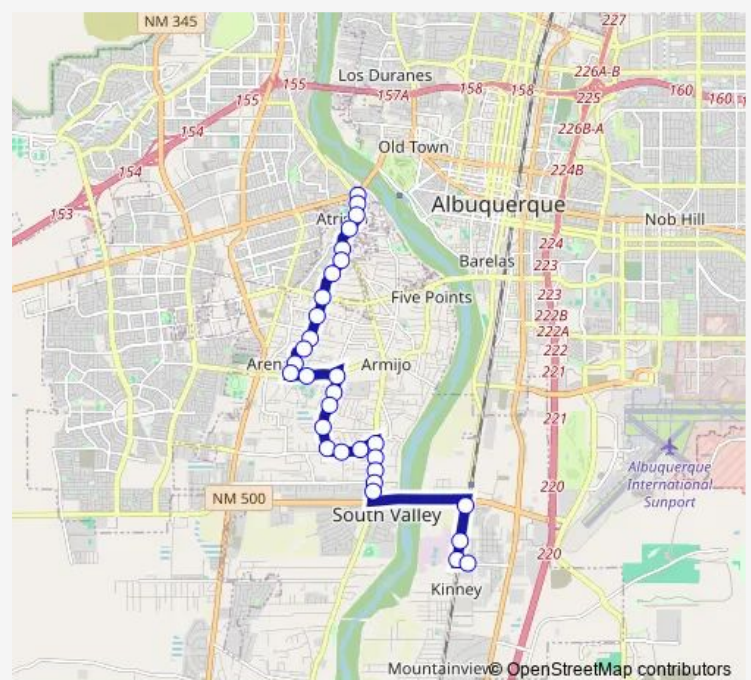 NM 345
227
Los Duranes
226A-B
155
155
157A
158
158
225
160
160
154
226B-A
Old Town
154
224B
153
Albuquerque
Nob Hill
224
Barelas
223
Five Points
223
222B
222A
222
Armijo
221
221
Albuquerque
International
Sunport
220
NM 500
South Valley
220
Kinney
Mountainview
© OpenStreetMap contributors